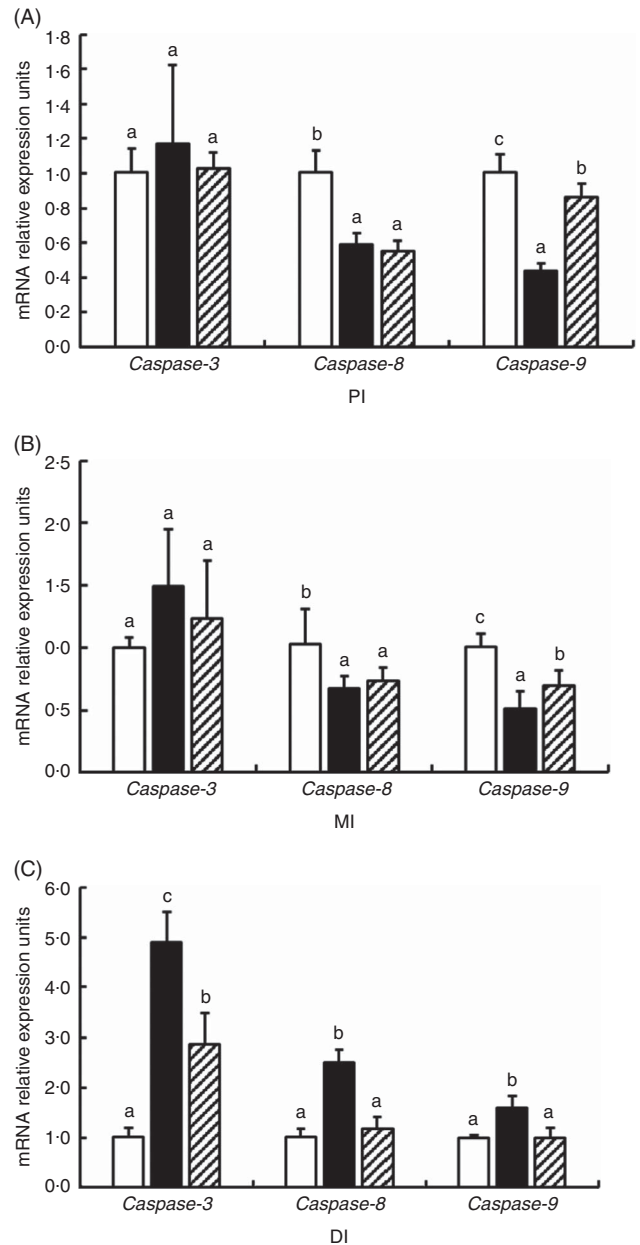 (A)
mRNA relative expression units
1·8
1·6
1·4
1·2
1·0
0·8
0·6
0·4
0·2
0·0
a
a
a
b
a
a
c
a
b
Caspase-3
Caspase-8
Caspase-9
PI
(B)
mRNA relative expression units
2·5
2·0
1·5
0·0
0·5
0·0
a
a
a
b
a
a
c
a
b
Caspase-3
Caspase-8
Caspase-9
MI
(C)
mRNA relative expression units
6·0
5·0
3·0
2·0
1·0
0·0
a
c
b
a
b
a
a
b
a
Caspase-3
Caspase-8
Caspase-9
DI